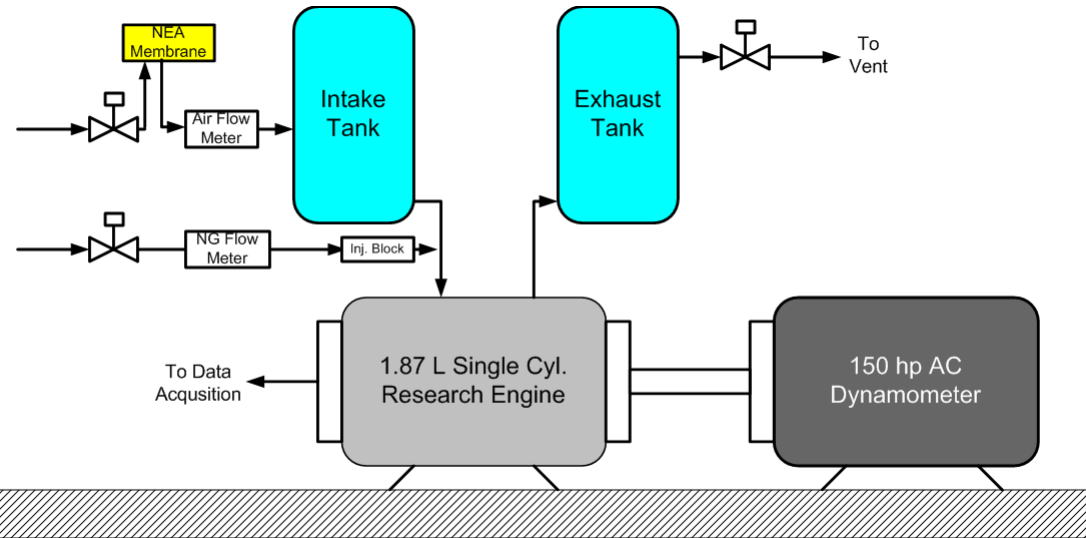 NEA
Membrane
Air Flow
Meter
Intake
Tank
Exhaust
Tank
To
Vent
NG Flow
Meter
Inj. Block
To Data
Acqusition
1.87 L Single Cyl.
Research Engine
150 hp AC
Dynamometer